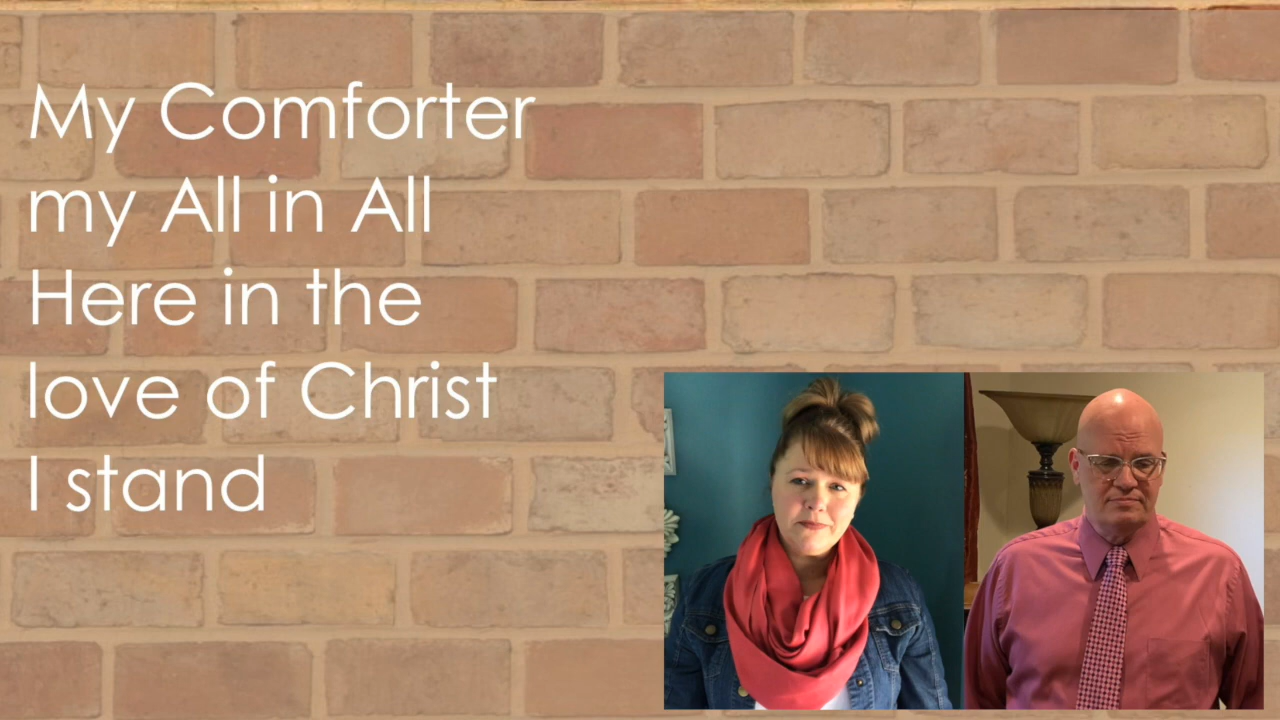 My Comforter
my All in All
Here in the
love of Christ
I stand